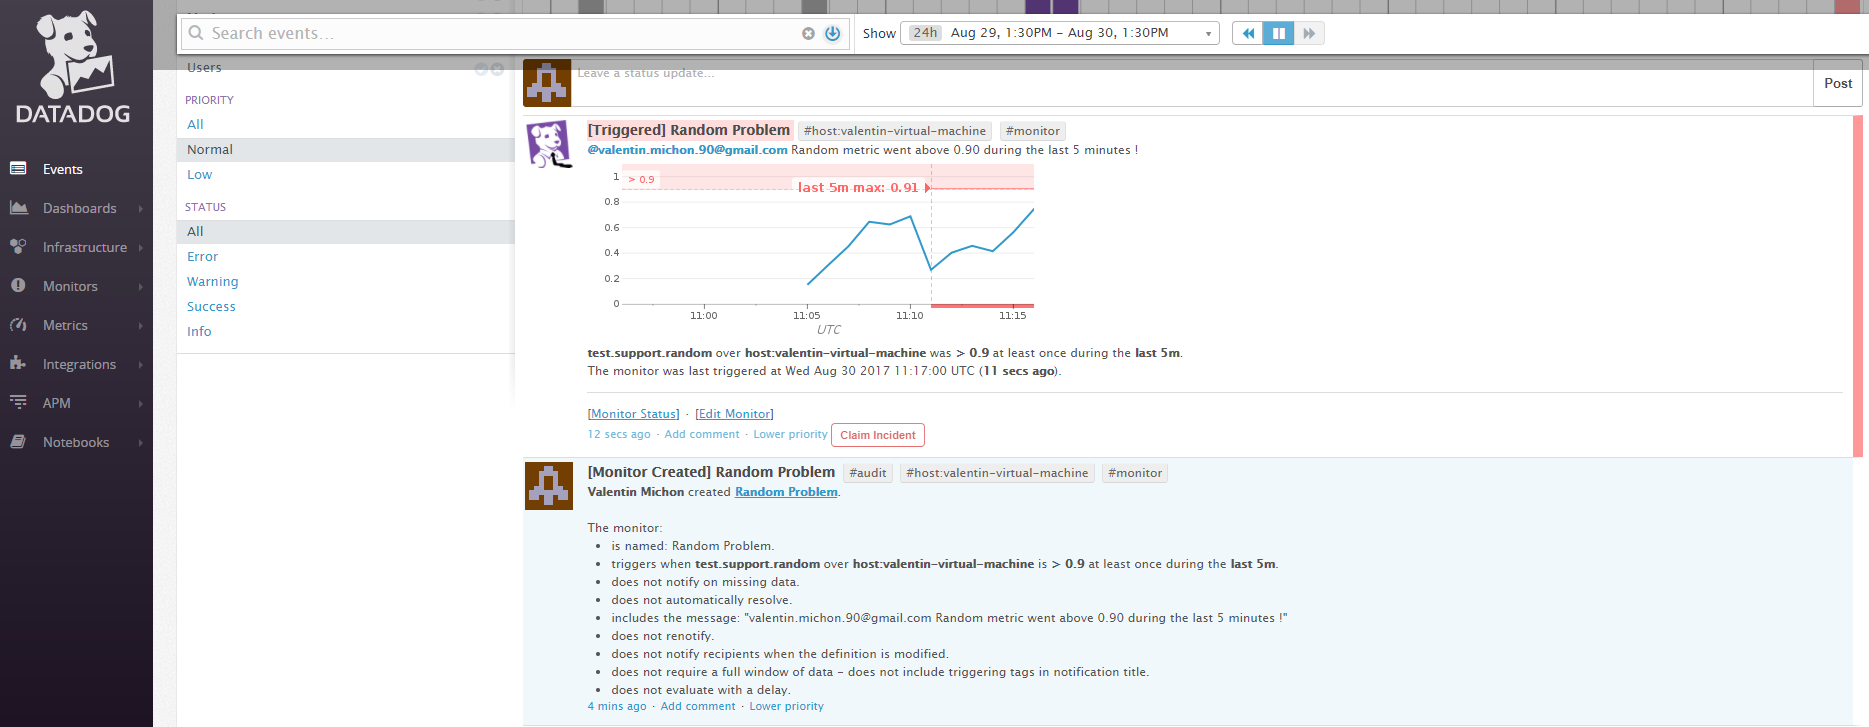 DATADOG
Events
Dashboards
Infrastructure
Monitors
Metrics
Integrations
APM
Notebooks
Search events...
Show 24h Aug 29, 1:30PM – Aug 30, 1:30PM
Users
PRIORITY
All
Normal
Low
STATUS
All
Error
Warning
Success
Info
Leave a status update...
Post
[Triggered] Random Problem #host:valentin-virtual-machine #monitor
@valentin.michon.90@gmail.com Random metric went above 0.90 during the last 5 minutes !
1
> 0.9
last 5m max: 0.91
0.8
0.6
0.4
0.2
0
11:00 11:05 11:10 11:15
UTC
test.support.random over host:valentin-virtual-machine was > 0.9 at least once during the last 5m.
The monitor was last triggered at Wed Aug 30 2017 11:17:00 UTC (11 secs ago).
[Monitor Status] · [Edit Monitor]
12 secs ago · Add comment · Lower priority Claim Incident
[Monitor Created] Random Problem #audit #host:valentin-virtual-machine #monitor
Valentin Michon created Random Problem.
The monitor:
• is named: Random Problem.
• triggers when test.support.random over host:valentin-virtual-machine is > 0.9 at least once during the last 5m.
• does not notify on missing data.
• does not automatically resolve.
• includes the message: "valentin.michon.90@gmail.com Random metric went above 0.90 during the last 5 minutes !"
• does not renotify.
• does not notify recipients when the definition is modified.
• does not require a full window of data – does not include triggering tags in notification title.
• does not evaluate with a delay.
4 mins ago · Add comment · Lower priority